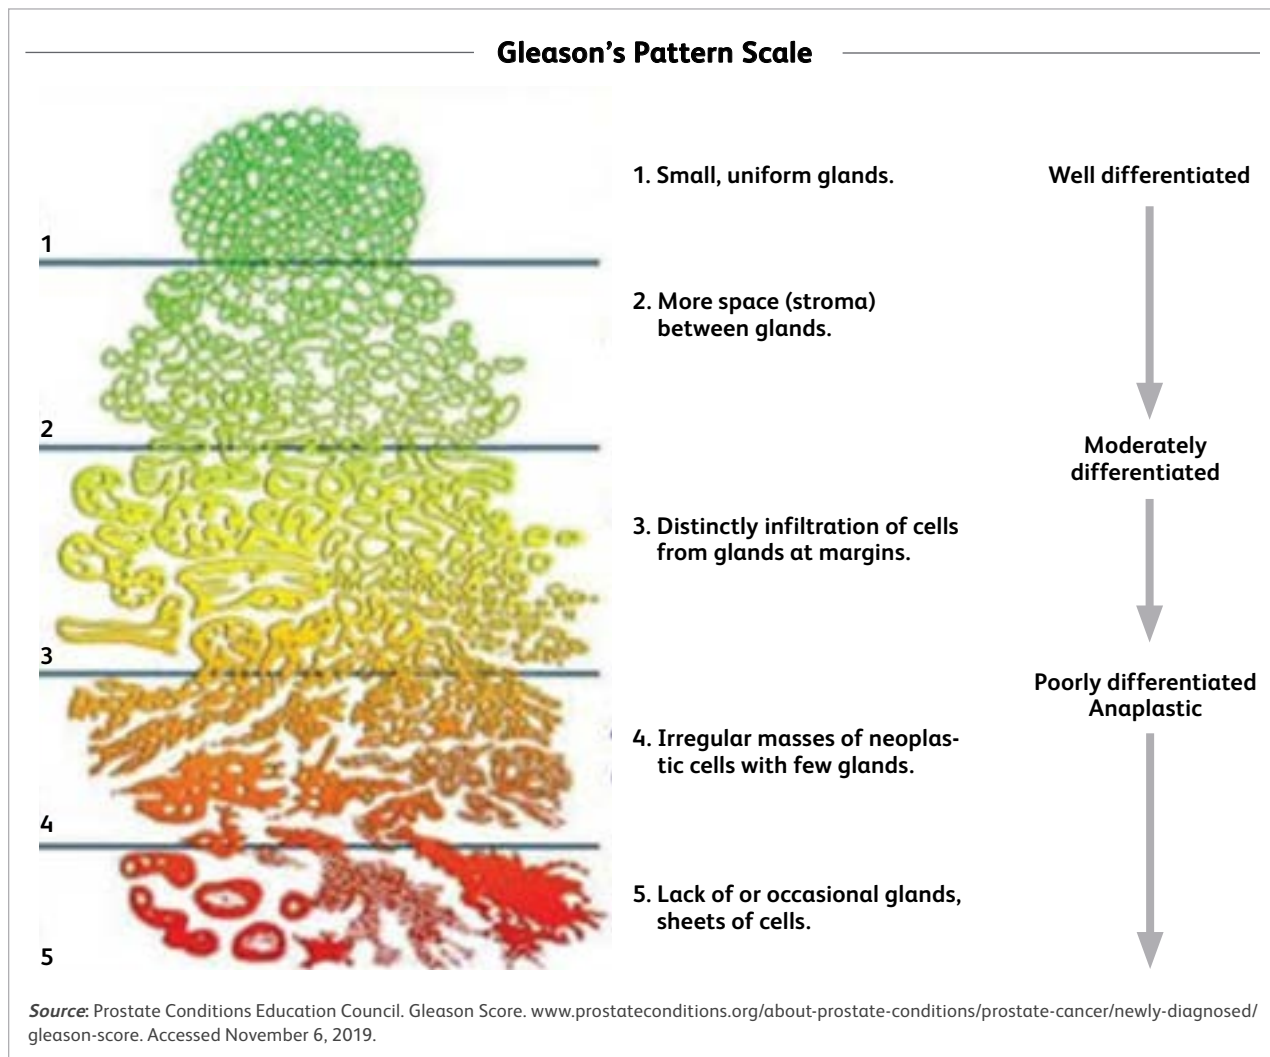 Gleason’s Pattern Scale
1
2
3
4
5
1. Small, uniform glands.
2. More space (stroma)
between glands.
3. Distinctly infiltration of cells
from glands at margins.
4. Irregular masses of neoplas-
tic cells with few glands.
5. Lack of or occasional glands,
sheets of cells.
Well differentiated
Moderately
differentiated
Poorly differentiated
Anaplastic
Source: Prostate Conditions Education Council. Gleason Score. www.prostateconditions.org/about-prostate-conditions/prostate-cancer/newly-diagnosed/
gleason-score. Accessed November 6, 2019.